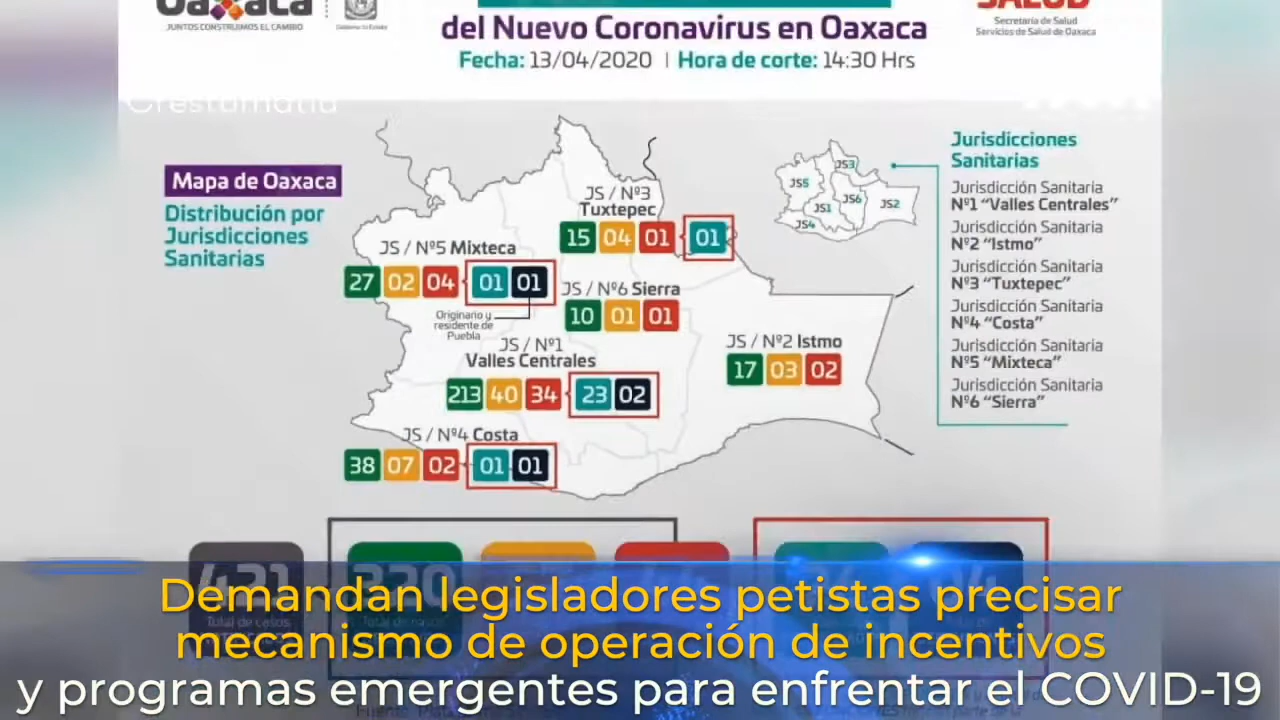 Oaxaca
JUNTOS CONSTRUIMOS EL CAMBIO
SALUD
Secretaría de Salud
Servicios de Salud de Oaxaca
del Nuevo Coronavirus en Oaxaca
Fecha: 13/04/2020 | Hora de corte: 14:30 Hrs
Mapa de Oaxaca
Distribución por
Jurisdicciones
Sanitarias
JS / Nº3
Tuxtepec
15 04 01 01
JS / Nº5 Mixteca
27 02 04 01 01
Originario y
residente de
Puebla
JS / Nº6 Sierra
10 01 01
JS / Nº1
Valles Centrales
213 40 34 23 02
JS / Nº2 Istmo
17 03 02
JS / Nº4 Costa
38 07 02 01 01
JS3
JS5
JS6
JS2
JS1
JS4
Jurisdicciones
Sanitarias
Jurisdicción Sanitaria
Nº1 “Valles Centrales”
Jurisdicción Sanitaria
Nº2 “Istmo”
Jurisdicción Sanitaria
Nº3 “Tuxtepec”
Jurisdicción Sanitaria
Nº4 “Costa”
Jurisdicción Sanitaria
Nº5 “Mixteca”
Jurisdicción Sanitaria
Nº6 “Sierra”
Total de casos
Demandan legisladores petistas precisar
mecanismo de operación de incentivos
y programas emergentes para enfrentar el COVID-19